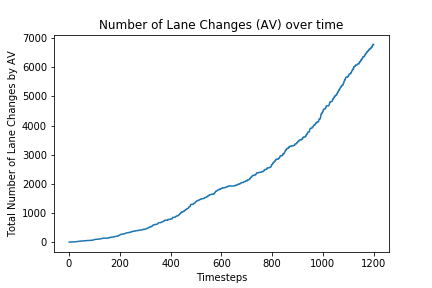 Number of Lane Changes (AV) over time
Total Number of Lane Changes by AV
7000
6000
5000
4000
3000
2000
1000
0
0 200 400 600 800 1000 1200
Timesteps